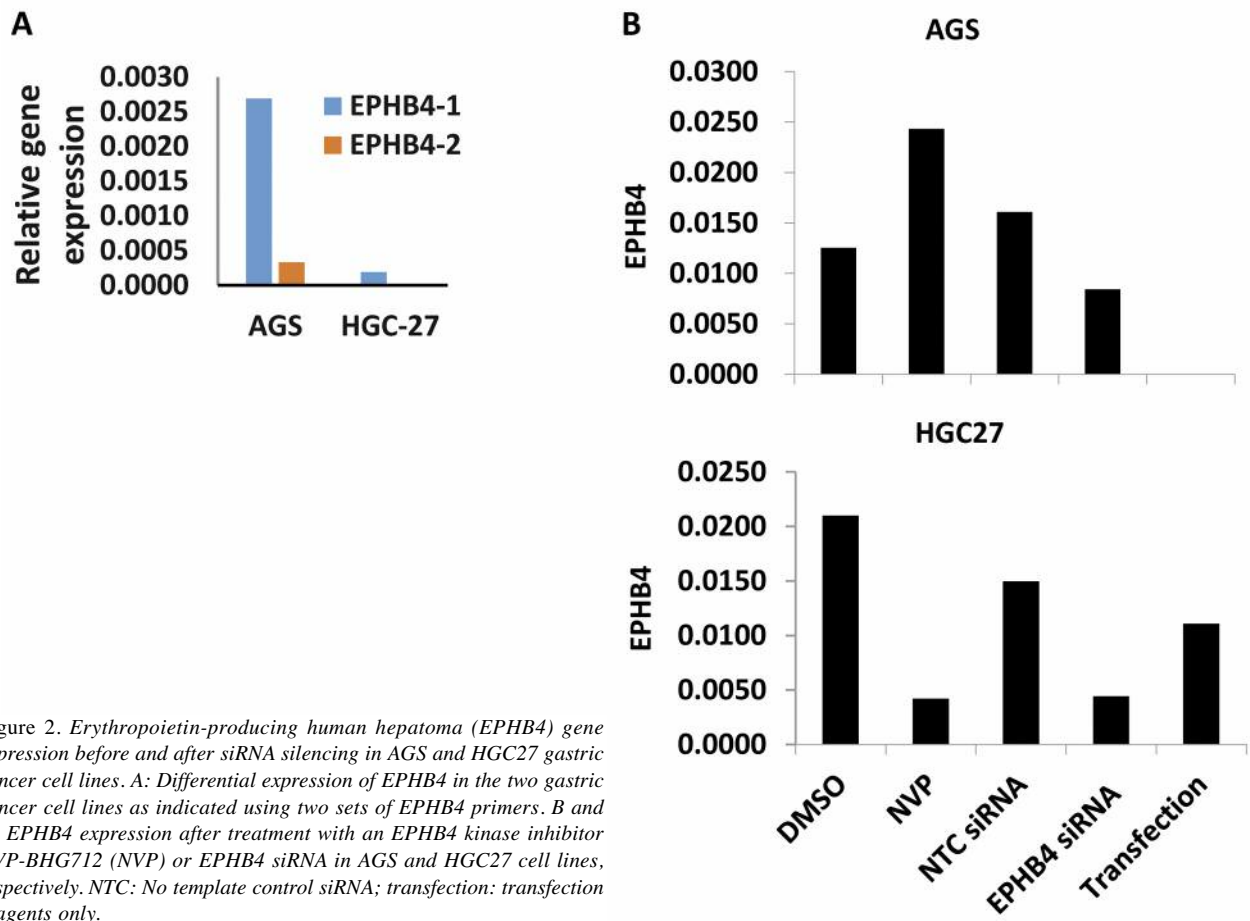 A
Relative gene
expression
0.0030
0.0025
0.0020
0.0015
0.0010
0.0005
0.0000
EPHB4-1
EPHB4-2
AGS HGC-27
B
AGS
EPHB4
0.0300
0.0250
0.0200
0.0150
0.0100
0.0050
0.0000
HGC27
EPHB4
0.0250
0.0200
0.0150
0.0100
0.0050
0.0000
DMSO
NVP
NTC siRNA
EPHB4 siRNA
Transfection
gure 2. Erythropoietin-producing human hepatoma (EPHB4) gene
pression before and after siRNA silencing in AGS and HGC27 gastric
ncer cell lines. A: Differential expression of EPHB4 in the two gastric
ncer cell lines as indicated using two sets of EPHB4 primers. B and
EPHB4 expression after treatment with an EPHB4 kinase inhibitor
VP-BHG712 (NVP) or EPHB4 siRNA in AGS and HGC27 cell lines,
spectively. NTC: No template control siRNA; transfection: transfection
agents only.